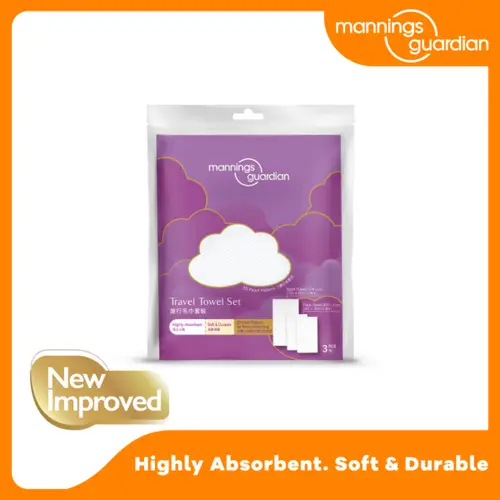 mannings
guardian
mannings
guardian
Travel Towel Set
旅行毛巾套裝
Highly Absorbent
Soft & Durable
3
New
Improved
Highly Absorbent. Soft & Durable